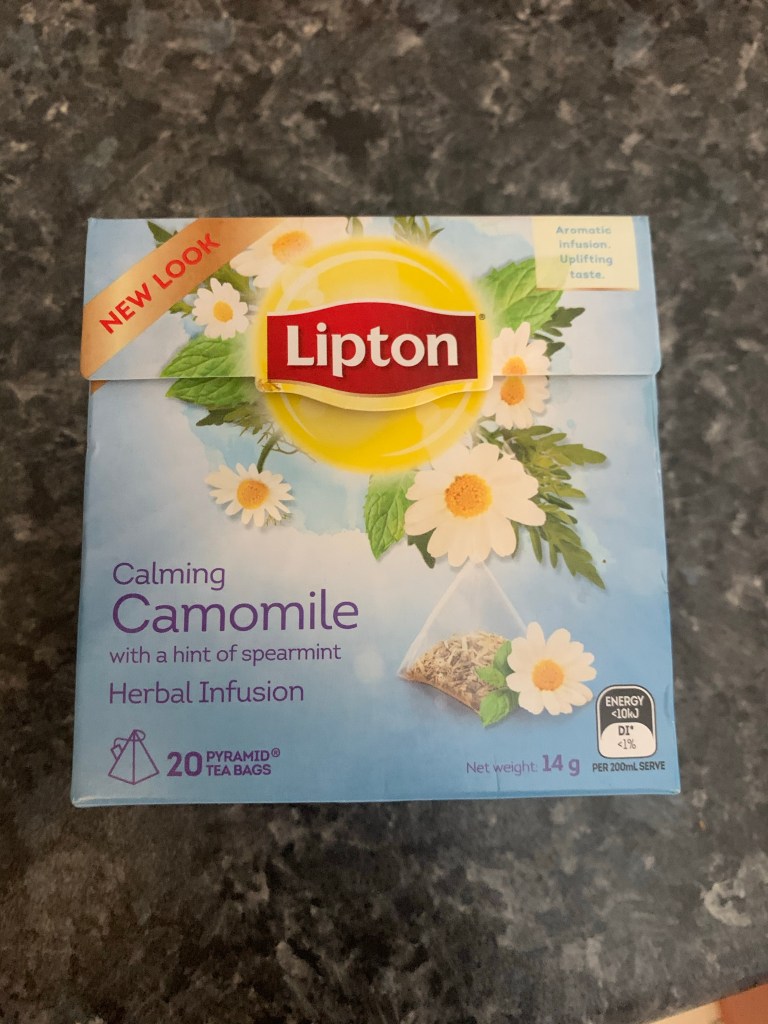 NEW LOOK
Aromatic
infusion.
Uplifting
taste.
Lipton®
Calming
Camomile
with a hint of spearmint
Herbal Infusion
20 PYRAMID®
TEA BAGS
Net weight: 14 g
ENERGY
<10kJ
DI*
<1%
PER 200mL SERVE